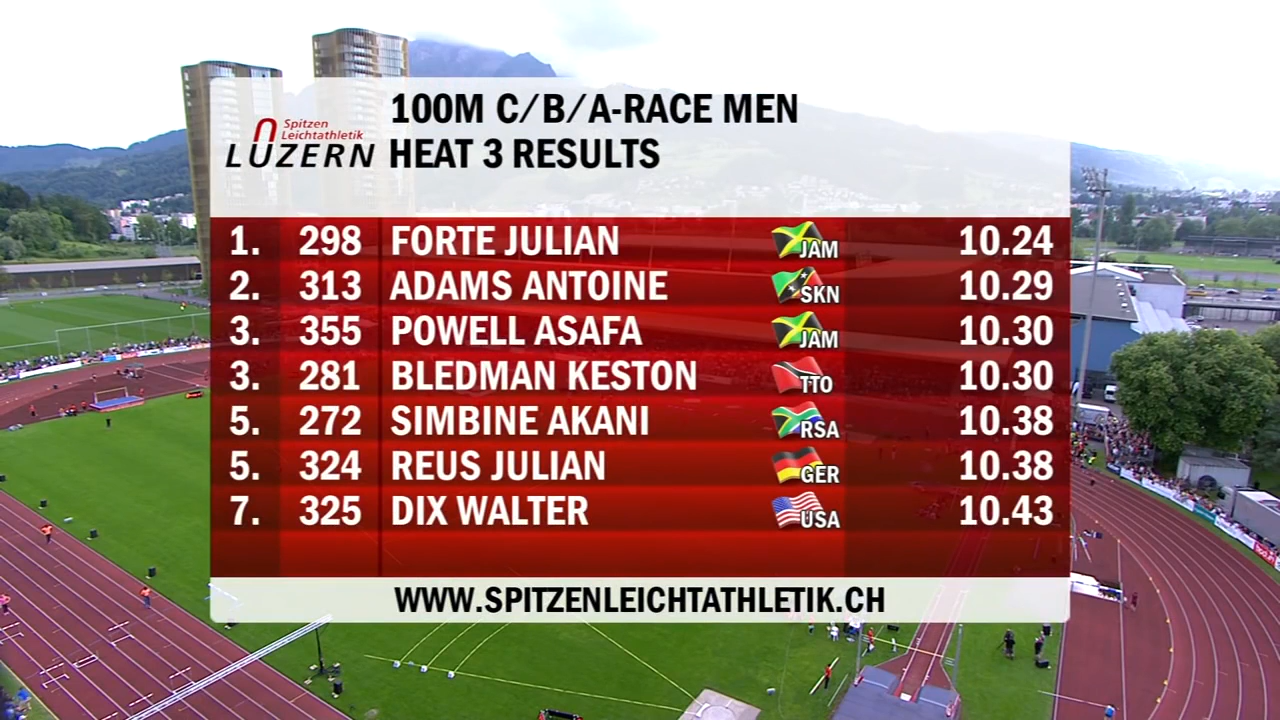 100M C/B/A-RACE MEN
Spitzen
Leichtathletik
LUZERN
HEAT 3 RESULTS
1. 298 FORTE JULIAN JAM 10.24
2. 313 ADAMS ANTOINE SKN 10.29
3. 355 POWELL ASAFA JAM 10.30
3. 281 BLEDMAN KESTON TTO 10.30
5. 272 SIMBINE AKANI RSA 10.38
5. 324 REUS JULIAN GER 10.38
7. 325 DIX WALTER USA 10.43
WWW.SPITZENLEICHTATHLETIK.CH